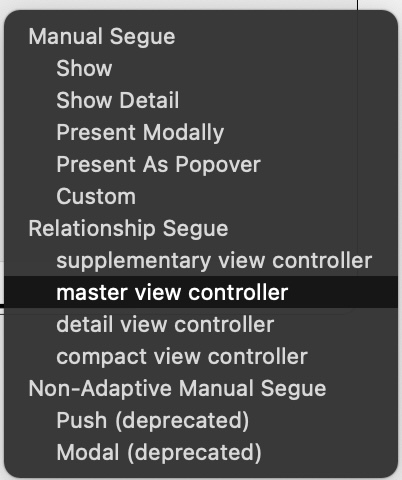 Manual Segue
Show
Show Detail
Present Modally
Present As Popover
Custom
Relationship Segue
supplementary view controller
master view controller
detail view controller
compact view controller
Non-Adaptive Manual Segue
Push (deprecated)
Modal (deprecated)